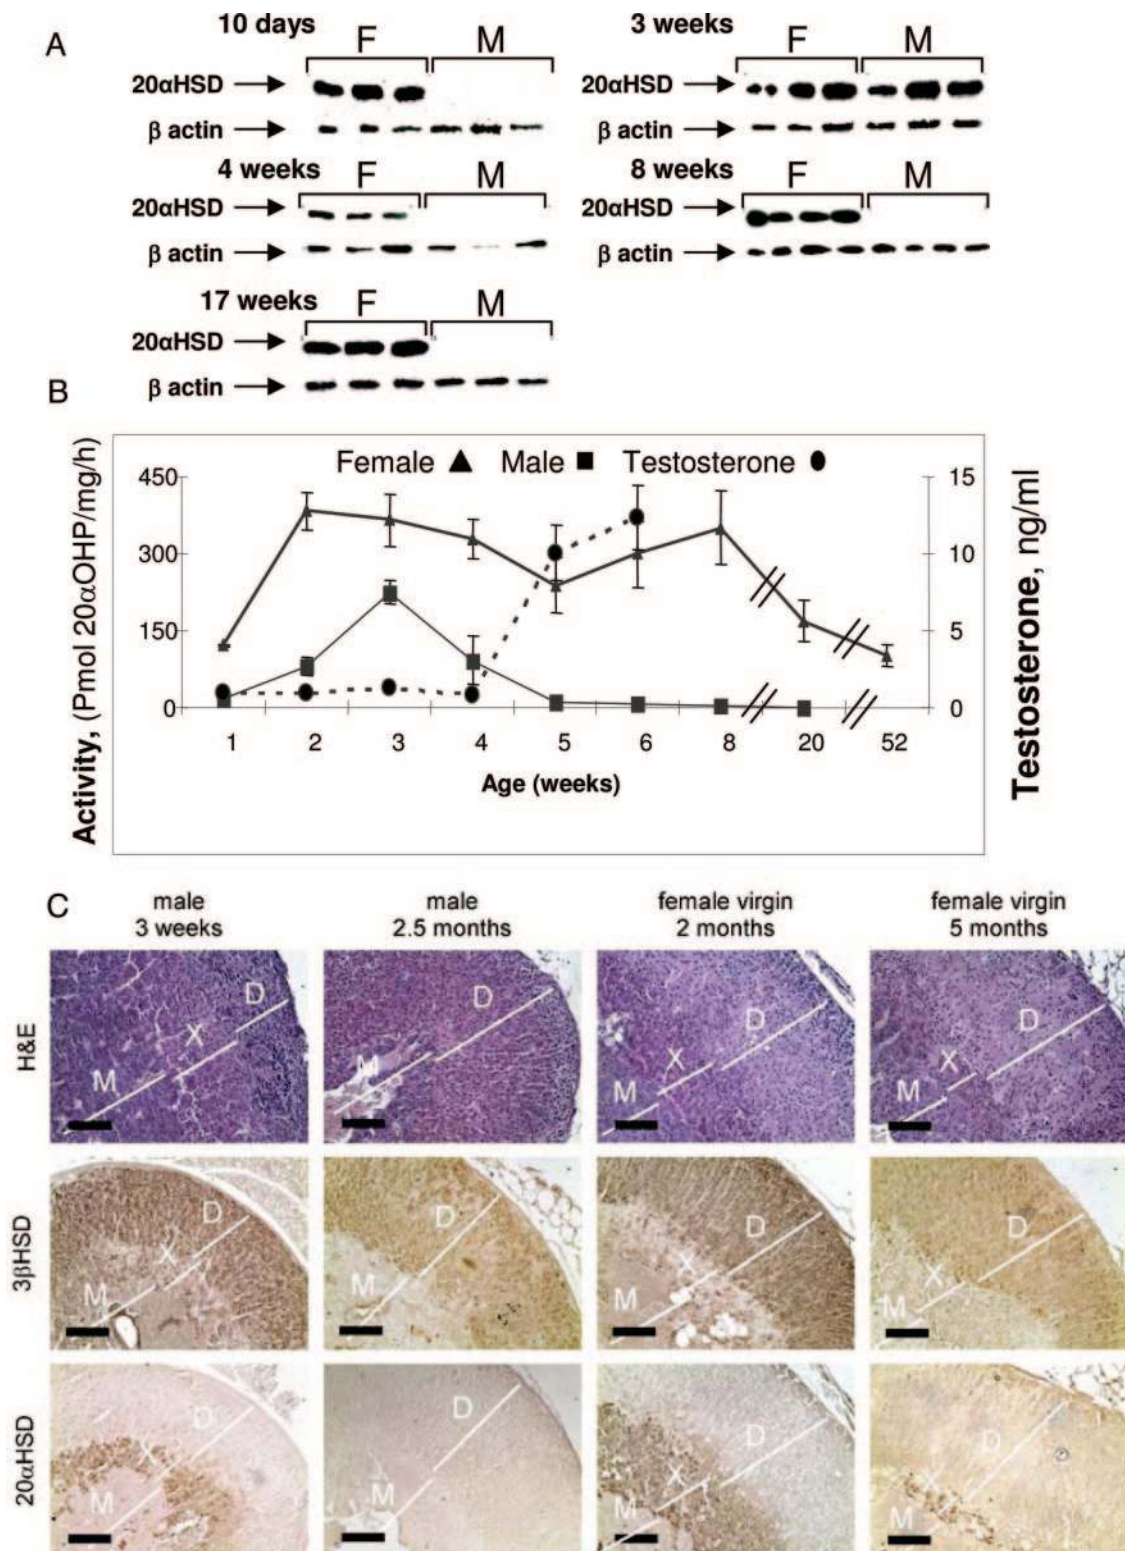 A
10 days
F M
20αHSD
β actin
3 weeks
F M
20αHSD
β actin
4 weeks
F M
20αHSD
β actin
8 weeks
F M
20αHSD
β actin
17 weeks
F M
20αHSD
β actin
B
Female Male Testosterone
Activity, (Pmol 20αOHP/mg/h)
450
300
150
0
15
10
5
0
Testosterone, ng/ml
1 2 3 4 5 6 8 20 52
Age (weeks)
C
male
3 weeks
male
2.5 months
female virgin
2 months
female virgin
5 months
H&E
M X D
M D
M X D
M X D
3βHSD
M X D
M D
M X D
M X D
20αHSD
M X D
M D
M X D
M X D